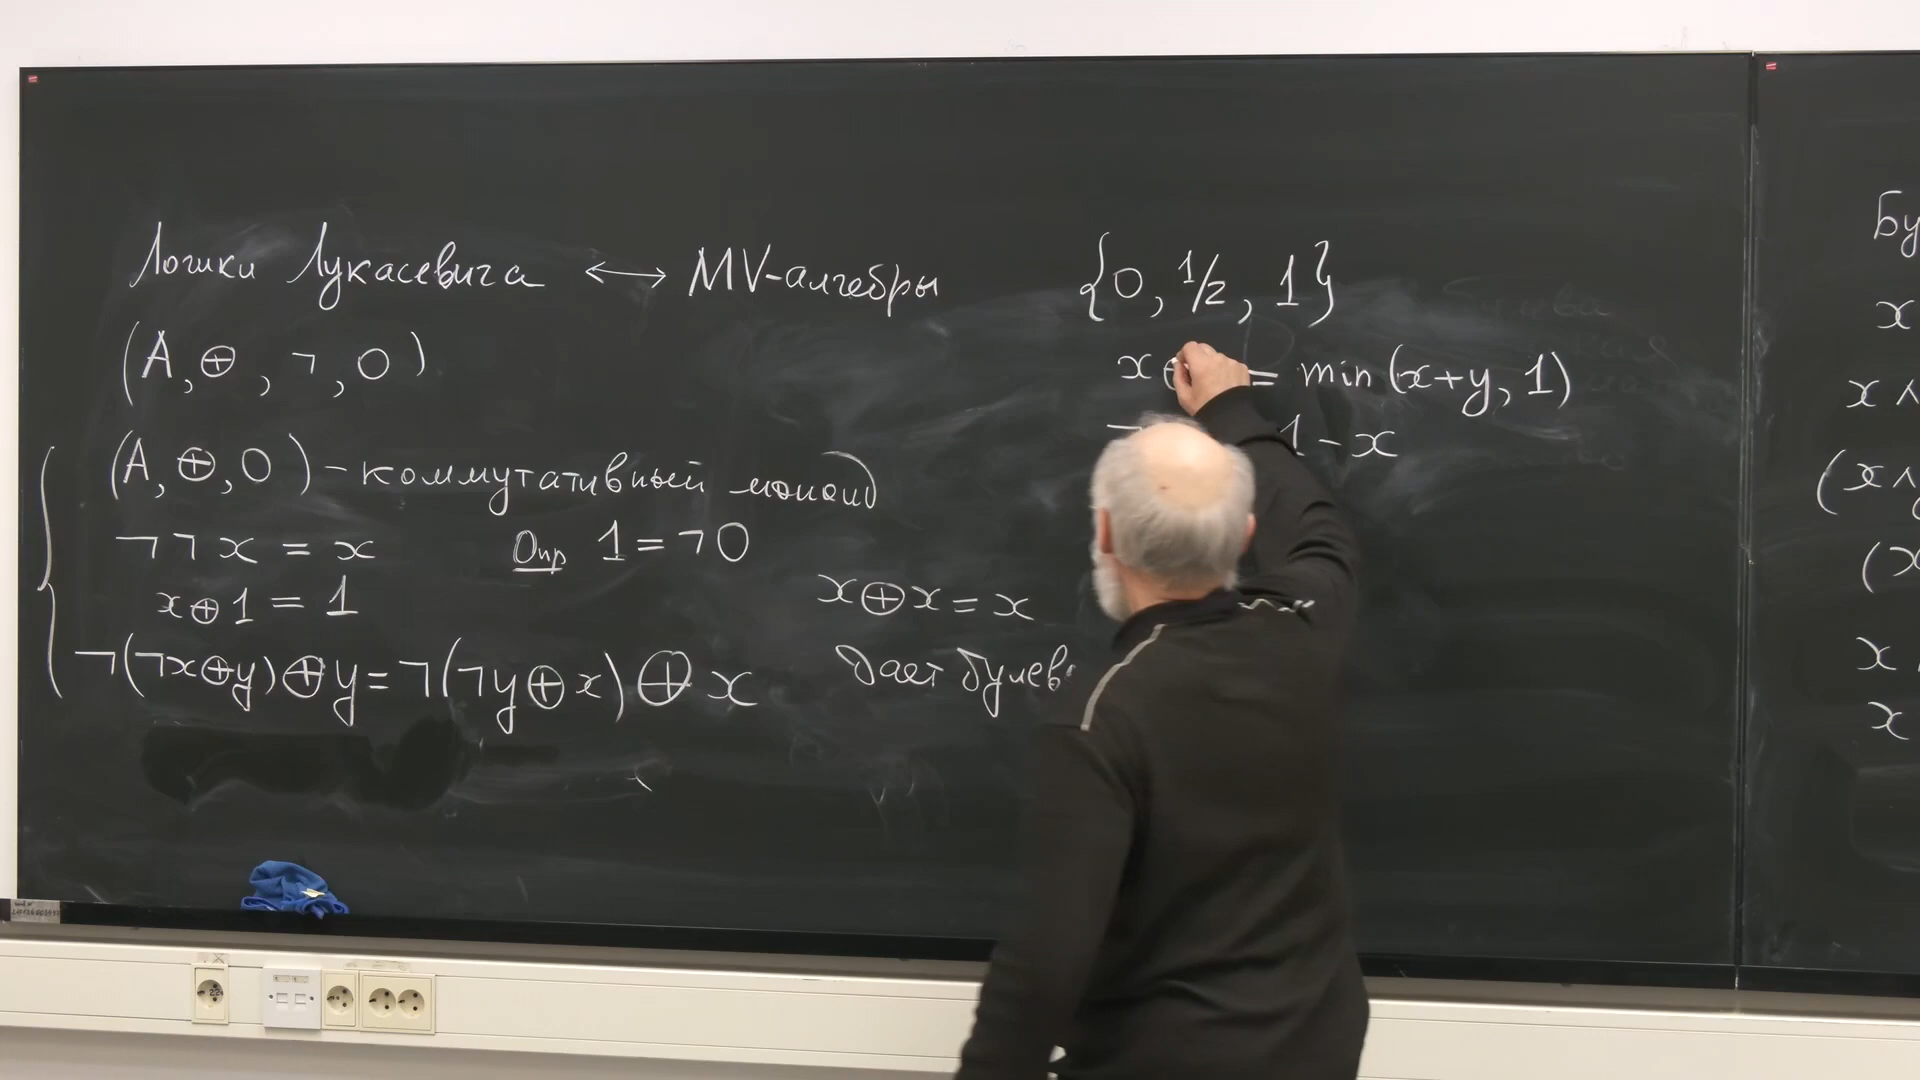 Логики Лукасевича ⟷ MV-алгебры
(A, ⊕, ¬, 0)
(A, ⊕, 0) – коммутативный моноид
¬¬x = x
Опр 1 = ¬0
x ⊕ 1 = 1
¬(¬x⊕y)⊕y = ¬(¬y⊕x)⊕x
x⊕x = x
дает булев
{0, 1/2, 1}
x ⊕ = min(x+y, 1)
¬ 1 – x
Бу
x
x ∧
(x∧y
(x
x
x